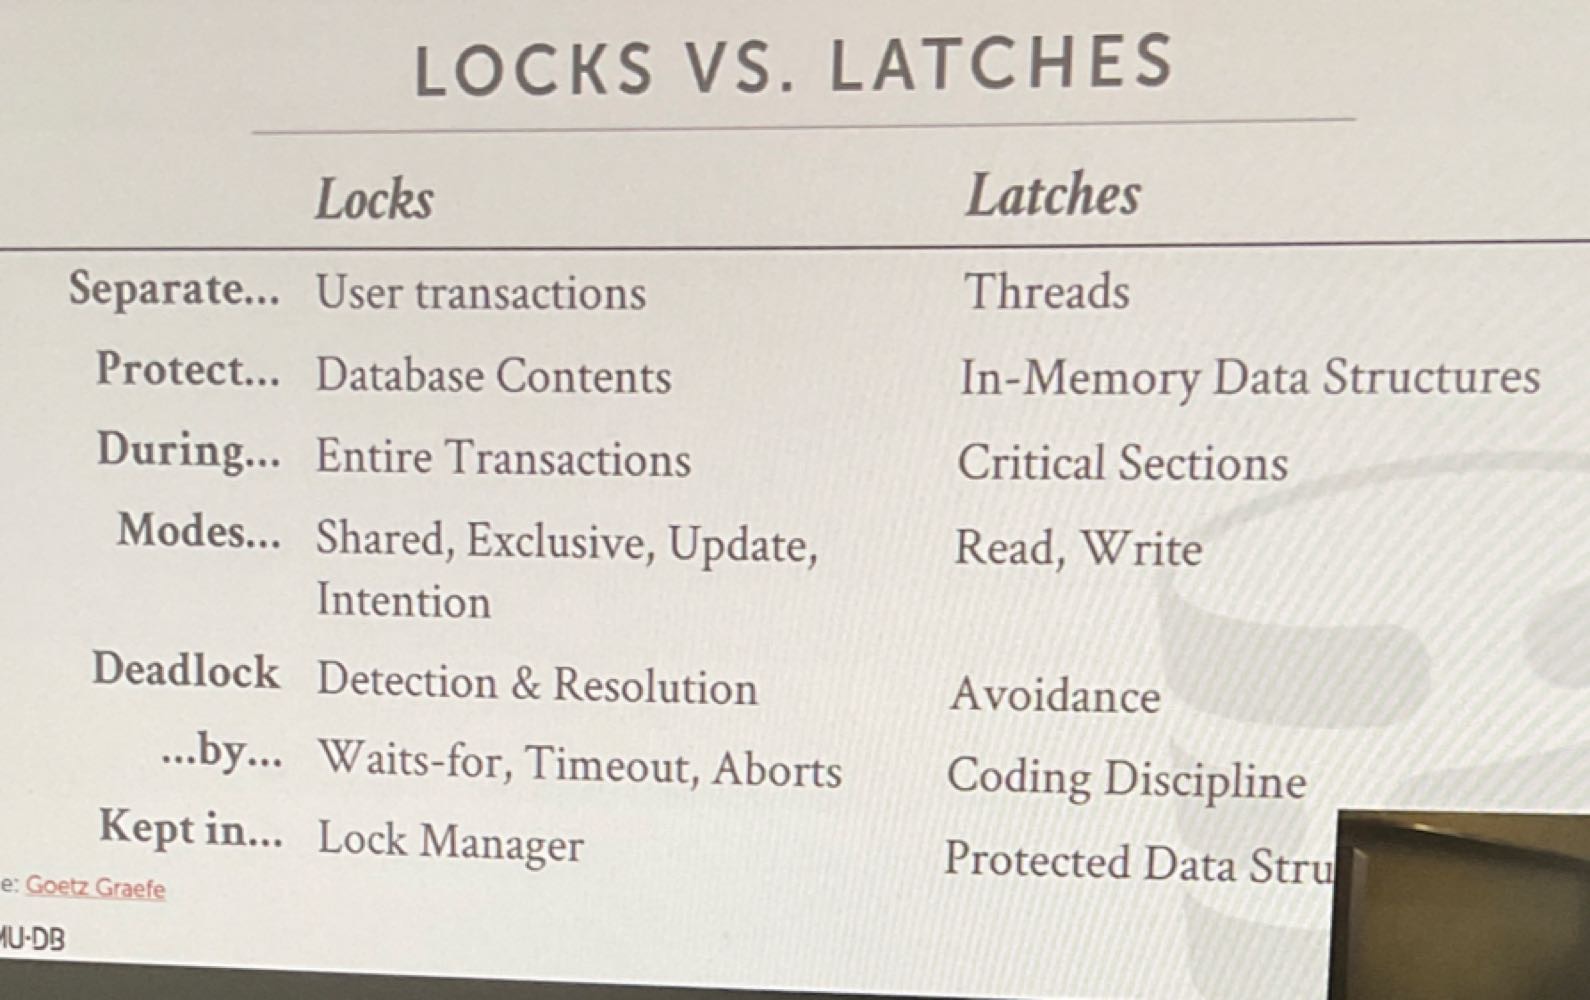 LOCKS VS. LATCHES
Locks Latches
Separate... User transactions Threads
Protect... Database Contents In-Memory Data Structures
During... Entire Transactions Critical Sections
Modes... Shared, Exclusive, Update, Read, Write
Intention
Deadlock Detection & Resolution Avoidance
...by... Waits-for, Timeout, Aborts Coding Discipline
Kept in... Lock Manager Protected Data Stru
e: Goetz Graefe
MU·DB